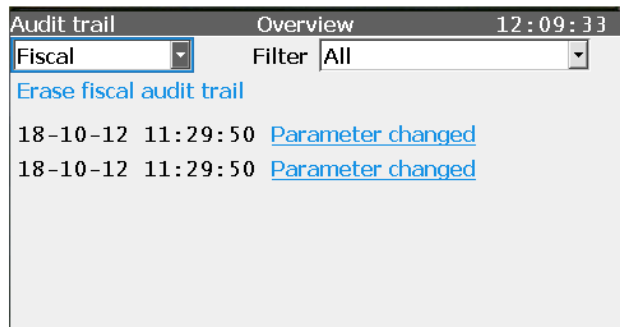 Audit trail Overview 12:09:33
Fiscal Filter All
Erase fiscal audit trail
18-10-12 11:29:50 Parameter changed
18-10-12 11:29:50 Parameter changed